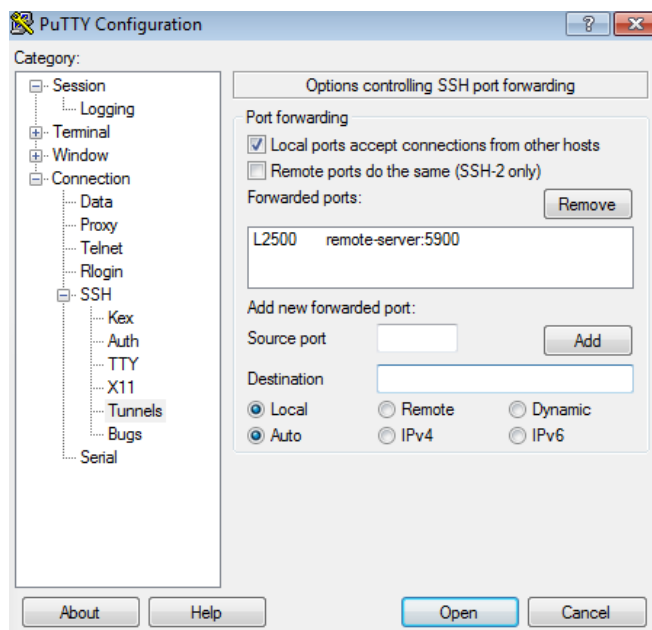 PuTTY Configuration
Category:
Session
Logging
Terminal
Window
Connection
Data
Proxy
Telnet
Rlogin
SSH
Kex
Auth
TTY
X11
Tunnels
Bugs
Serial
Options controlling SSH port forwarding
Port forwarding
Local ports accept connections from other hosts
Remote ports do the same (SSH-2 only)
Forwarded ports:
Remove
L2500 remote-server:5900
Add new forwarded port:
Source port
Add
Destination
Local Remote Dynamic
Auto IPv4 IPv6
About Help Open Cancel